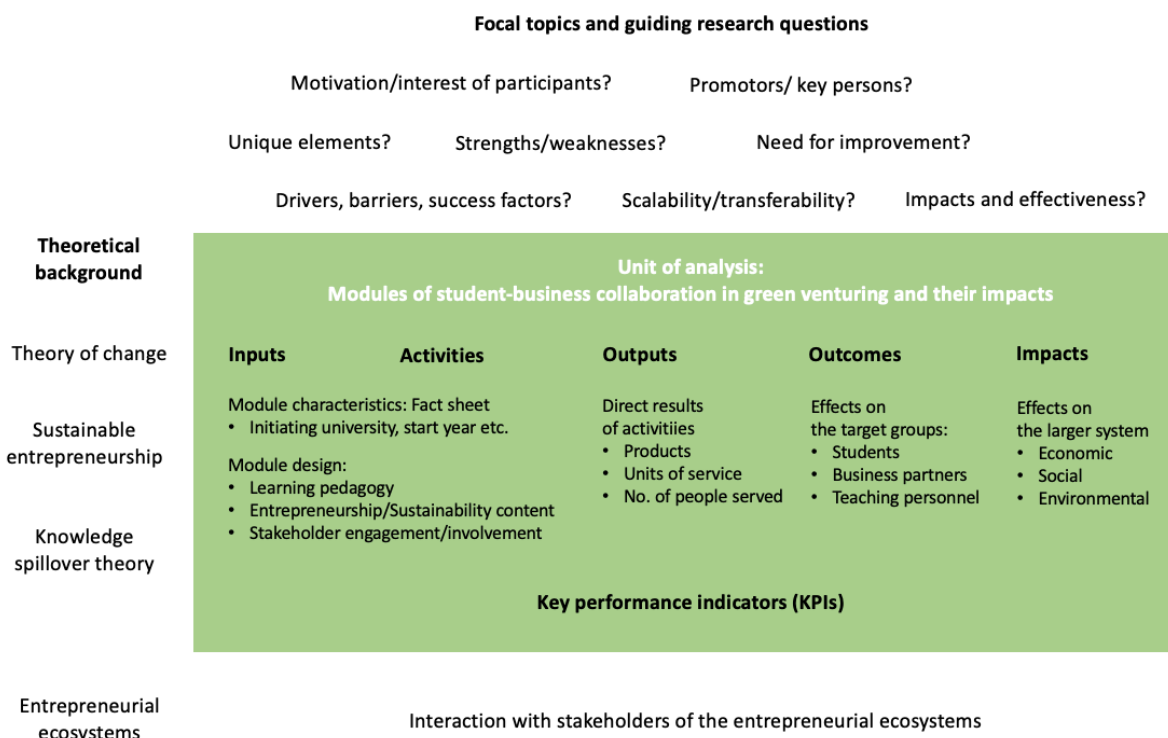 Focal topics and guiding research questions
Motivation/interest of participants?
Promotors/ key persons?
Unique elements?
Strengths/weaknesses?
Need for improvement?
Drivers, barriers, success factors?
Scalability/transferability?
Impacts and effectiveness?
Theoretical
background
Unit of analysis:
Modules of student-business collaboration in green venturing and their impacts
Theory of change
Inputs
Activities
Outputs
Outcomes
Impacts
Module characteristics: Fact sheet
• Initiating university, start year etc.
Module design:
• Learning pedagogy
• Entrepreneurship/Sustainability content
• Stakeholder engagement/involvement
Direct results
of activitiies
• Products
• Units of service
• No. of people served
Effects on
the target groups:
• Students
• Business partners
• Teaching personnel
Effects on
the larger system
• Economic
• Social
• Environmental
Sustainable
entrepreneurship
Knowledge
spillover theory
Key performance indicators (KPIs)
Entrepreneurial
ecosystems
Interaction with stakeholders of the entrepreneurial ecosystems